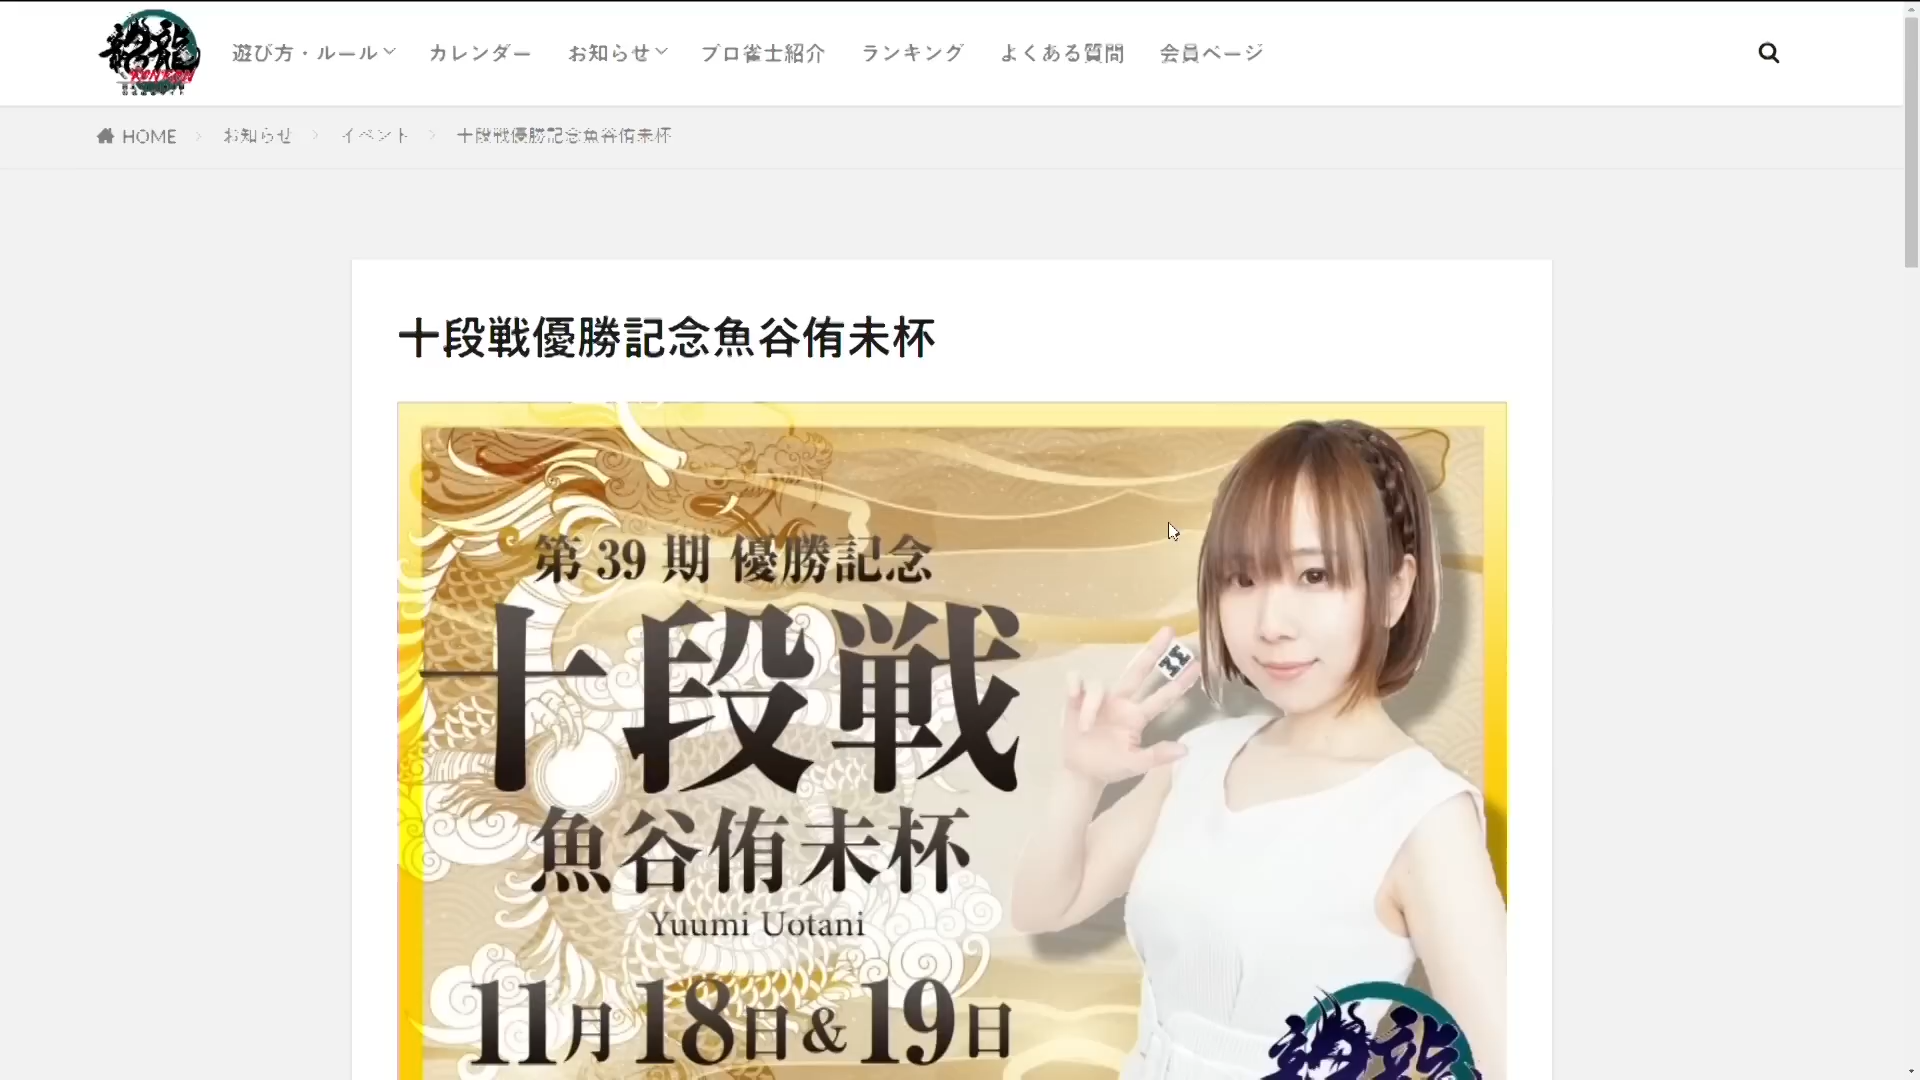 遊び方・ルール カレンダー お知らせ プロ雀士紹介 ランキング よくある質問 会員ページ
HOME お知らせ イベント 十段戦優勝記念魚谷侑未杯
十段戦優勝記念魚谷侑未杯
第39期 優勝記念
十段戦
魚谷侑未杯
Yuumi Uotani
11月18日&19日